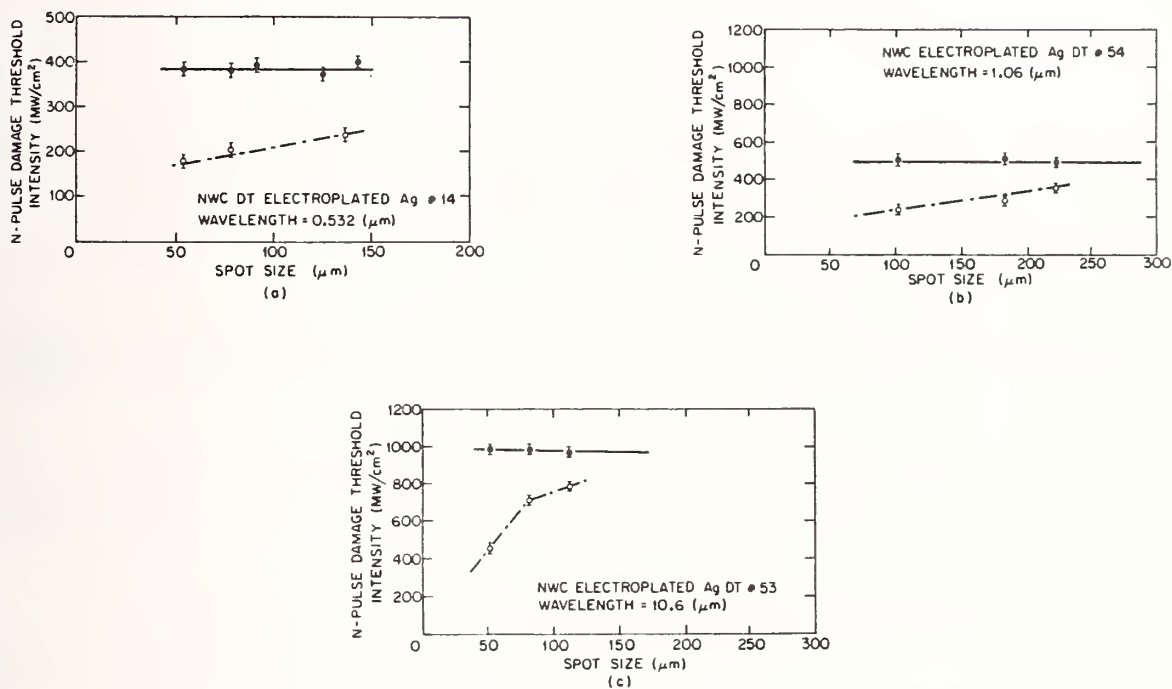 N-PULSE DAMAGE THRESHOLD
INTENSITY (MW/cm²)
500
400
300
200
100
0
50
100
150
200
NWC DT ELECTROPLATED Ag # 14
WAVELENGTH = 0.532 (μm)
SPOT SIZE (μm)
(a)
N-PULSE DAMAGE THRESHOLD
INTENSITY (MW/cm²)
1200
1000
800
600
400
200
0
50
100
150
200
250
300
NWC ELECTROPLATED Ag DT # 54
WAVELENGTH = 1.06 (μm)
SPOT SIZE (μm)
(b)
N-PULSE DAMAGE THRESHOLD
INTENSITY (MW/cm²)
1200
1000
800
600
400
200
0
50
100
150
200
250
300
NWC ELECTROPLATED Ag DT # 53
WAVELENGTH = 10.6 (μm)
SPOT SIZE (μm)
(c)